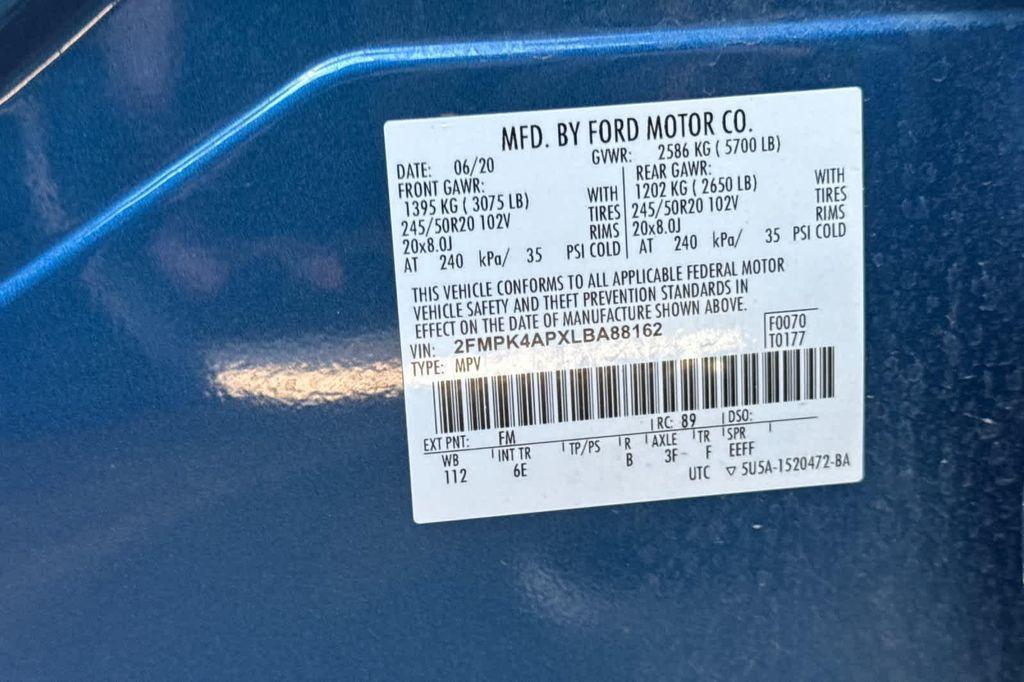 MFD. BY FORD MOTOR CO.
DATE: 06/20 GVWR: 2586 KG ( 5700 LB)
FRONT GAWR: REAR GAWR:
1395 KG ( 3075 LB) WITH 1202 KG ( 2650 LB) WITH
245/50R20 102V TIRES 245/50R20 102V TIRES
20x8.0J RIMS 20x8.0J RIMS
AT 240 kPa/ 35 PSI COLD AT 240 kPa/ 35 PSI COLD
THIS VEHICLE CONFORMS TO ALL APPLICABLE FEDERAL MOTOR
VEHICLE SAFETY AND THEFT PREVENTION STANDARDS IN
EFFECT ON THE DATE OF MANUFACTURE SHOWN ABOVE.
VIN: 2FMPK4APXLBA88162 F0070
TYPE: MPV T0177
EXT PNT: FM RC: 89 DSO:
WB INT TR TP/PS R AXLE TR SPR
112 6E B 3F F EEFF
UTC ▽ 5U5A-1520472-BA